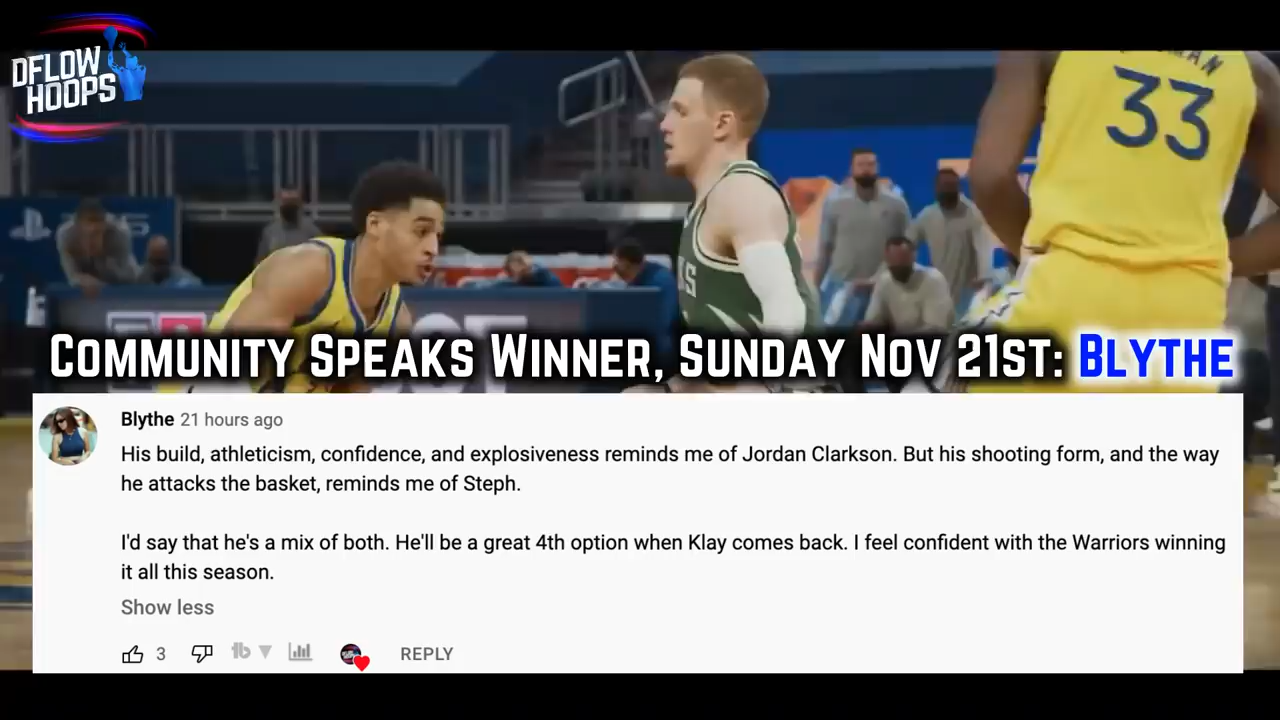 DFLOW
HOOPS
33
COMMUNITY SPEAKS WINNER, SUNDAY NOV 21ST: BLYTHE
Blythe 21 hours ago
His build, athleticism, confidence, and explosiveness reminds me of Jordan Clarkson. But his shooting form, and the way
he attacks the basket, reminds me of Steph.
I'd say that he's a mix of both. He'll be a great 4th option when Klay comes back. I feel confident with the Warriors winning
it all this season.
Show less
3
REPLY